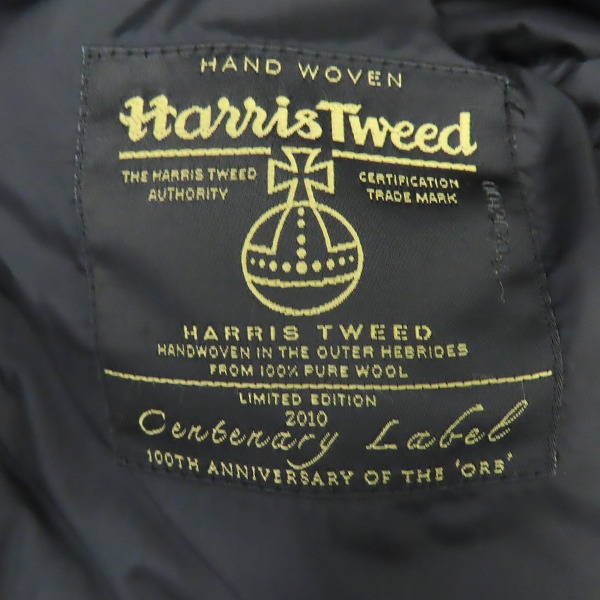 HAND WOVEN
Harris Tweed
THE HARRIS TWEED AUTHORITY
CERTIFICATION TRADE MARK
HARRIS TWEED
HANDWOVEN IN THE OUTER HEBRIDES
FROM 100% PURE WOOL
LIMITED EDITION
2010
Centenary Label
100TH ANNIVERSARY OF THE 'ORB'